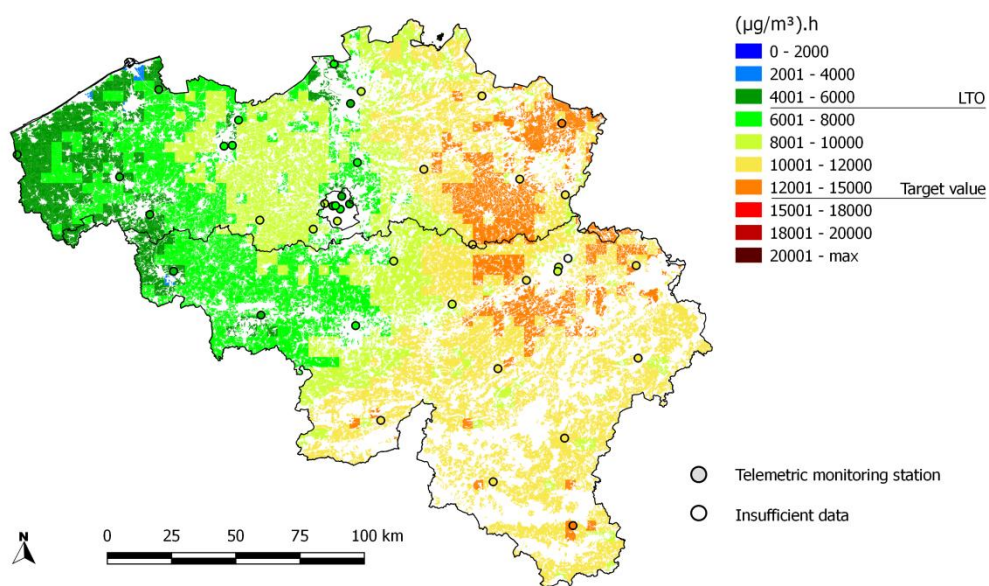 (µg/m³).h
0 - 2000
2001 - 4000
4001 - 6000
LTO
6001 - 8000
8001 - 10000
10001 - 12000
12001 - 15000
Target value
15001 - 18000
18001 - 20000
20001 - max
Telemetric monitoring station
Insufficient data
N
0 25 50 75 100 km